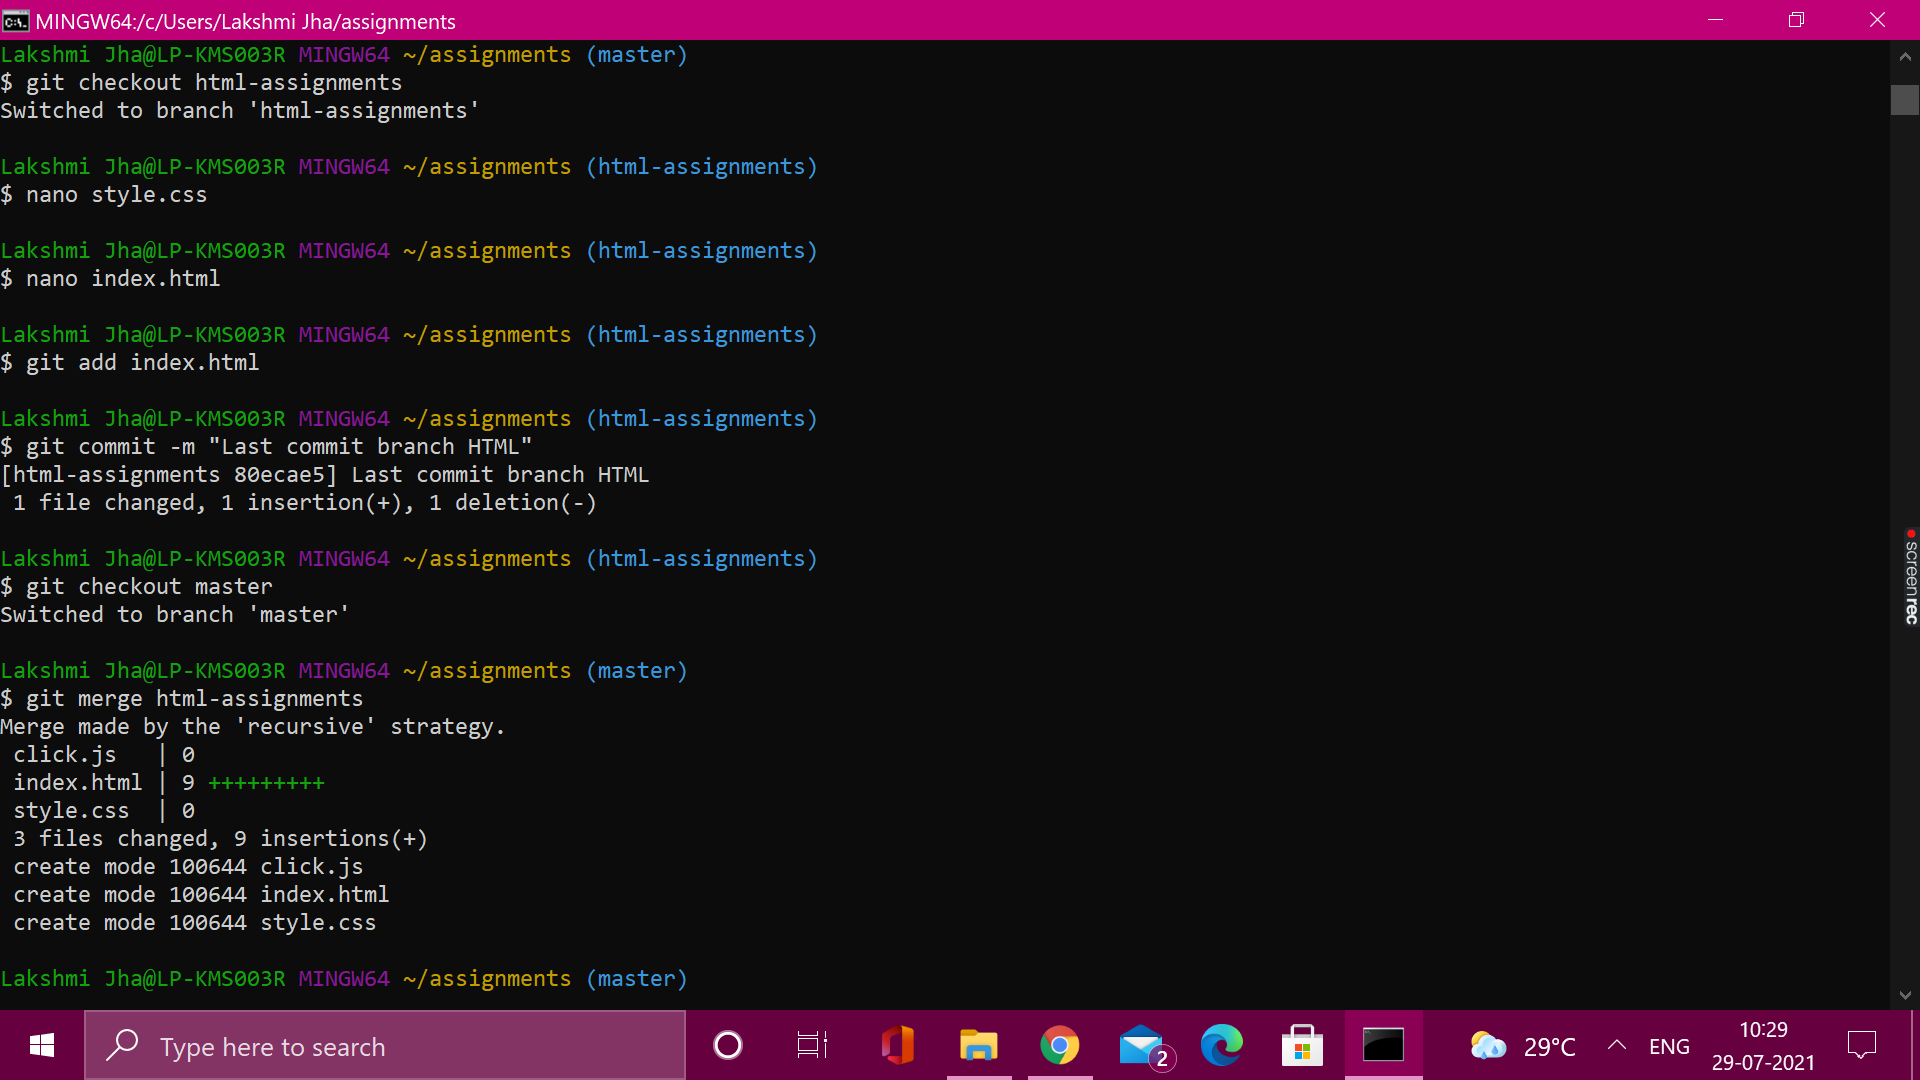 MINGW64:/c/Users/Lakshmi Jha/assignments
Lakshmi Jha@LP-KMS003R MINGW64 ~/assignments (master)
$ git checkout html-assignments
Switched to branch 'html-assignments'
Lakshmi Jha@LP-KMS003R MINGW64 ~/assignments (html-assignments)
$ nano style.css
Lakshmi Jha@LP-KMS003R MINGW64 ~/assignments (html-assignments)
$ nano index.html
Lakshmi Jha@LP-KMS003R MINGW64 ~/assignments (html-assignments)
$ git add index.html
Lakshmi Jha@LP-KMS003R MINGW64 ~/assignments (html-assignments)
$ git commit -m "Last commit branch HTML"
[html-assignments 80ecae5] Last commit branch HTML
 1 file changed, 1 insertion(+), 1 deletion(-)
Lakshmi Jha@LP-KMS003R MINGW64 ~/assignments (html-assignments)
$ git checkout master
Switched to branch 'master'
Lakshmi Jha@LP-KMS003R MINGW64 ~/assignments (master)
$ git merge html-assignments
Merge made by the 'recursive' strategy.
 click.js   | 0
 index.html | 9 +++++++++
 style.css  | 0
 3 files changed, 9 insertions(+)
 create mode 100644 click.js
 create mode 100644 index.html
 create mode 100644 style.css
Lakshmi Jha@LP-KMS003R MINGW64 ~/assignments (master)
screenrec
Type here to search
2
29°C
ENG
10:29
29-07-2021